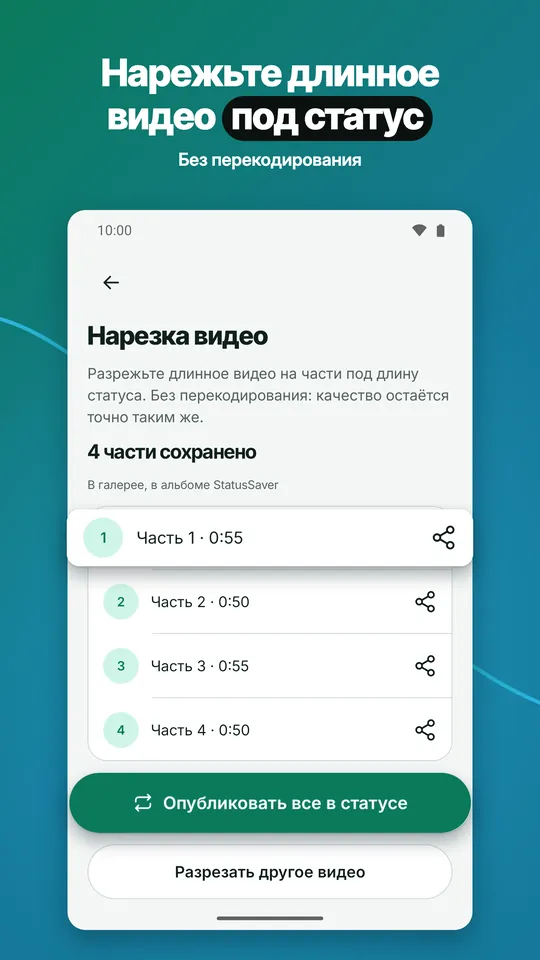 Нарежьте длинное
видео под статус
Без перекодирования
10:00
Нарезка видео
Разрежьте длинное видео на части под длину
статуса. Без перекодирования: качество остаётся
точно таким же.
4 части сохранено
В галерее, в альбоме StatusSaver
1 Часть 1 · 0:55
2 Часть 2 · 0:50
3 Часть 3 · 0:55
4 Часть 4 · 0:50
Опубликовать все в статусе
Разрезать другое видео